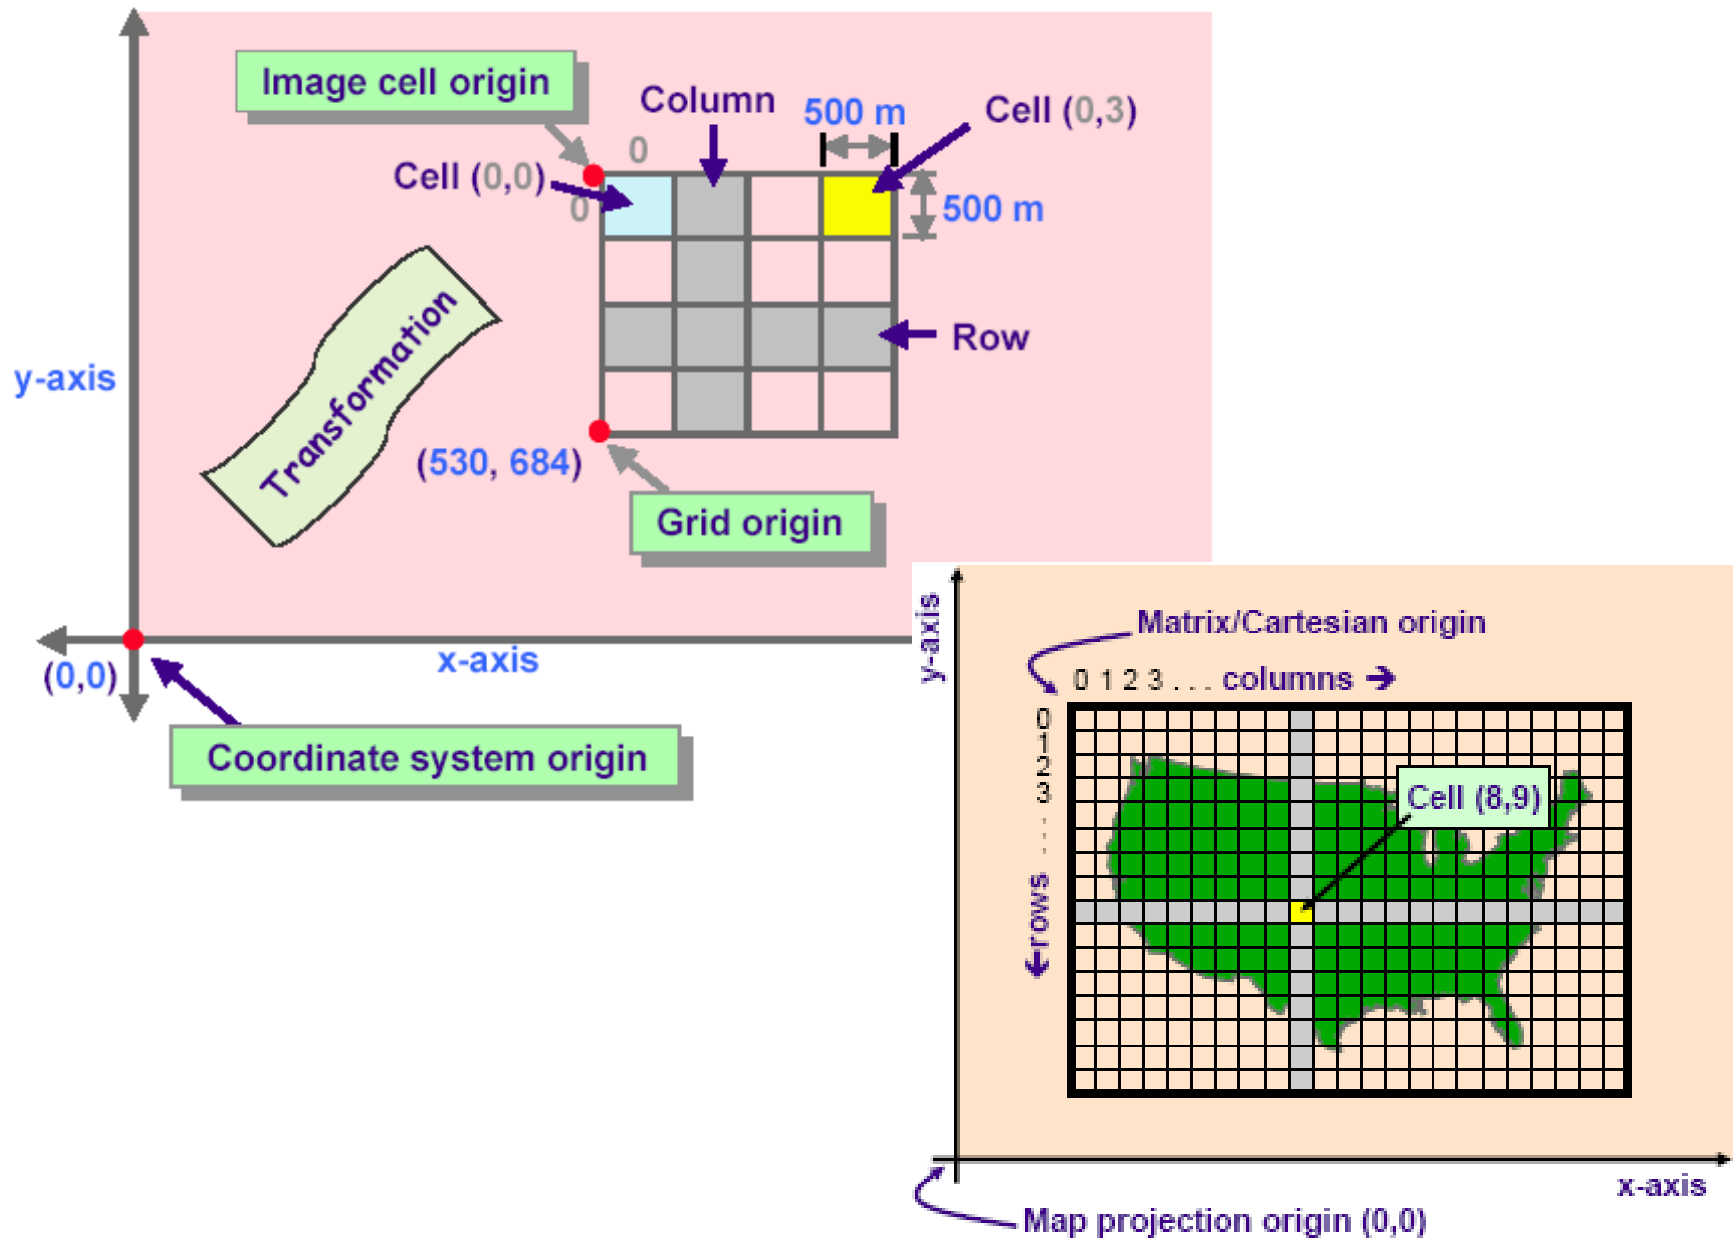 Image cell origin
Column
500 m
Cell (0,3)
0
Cell (0,0)
0
500 m
Row
y-axis
Transformation
(530, 684)
Grid origin
x-axis
(0,0)
Coordinate system origin
y-axis
Matrix/Cartesian origin
0 1 2 3 . . . columns →
0
1
2
3
.
.
.
←rows
Cell (8,9)
x-axis
Map projection origin (0,0)